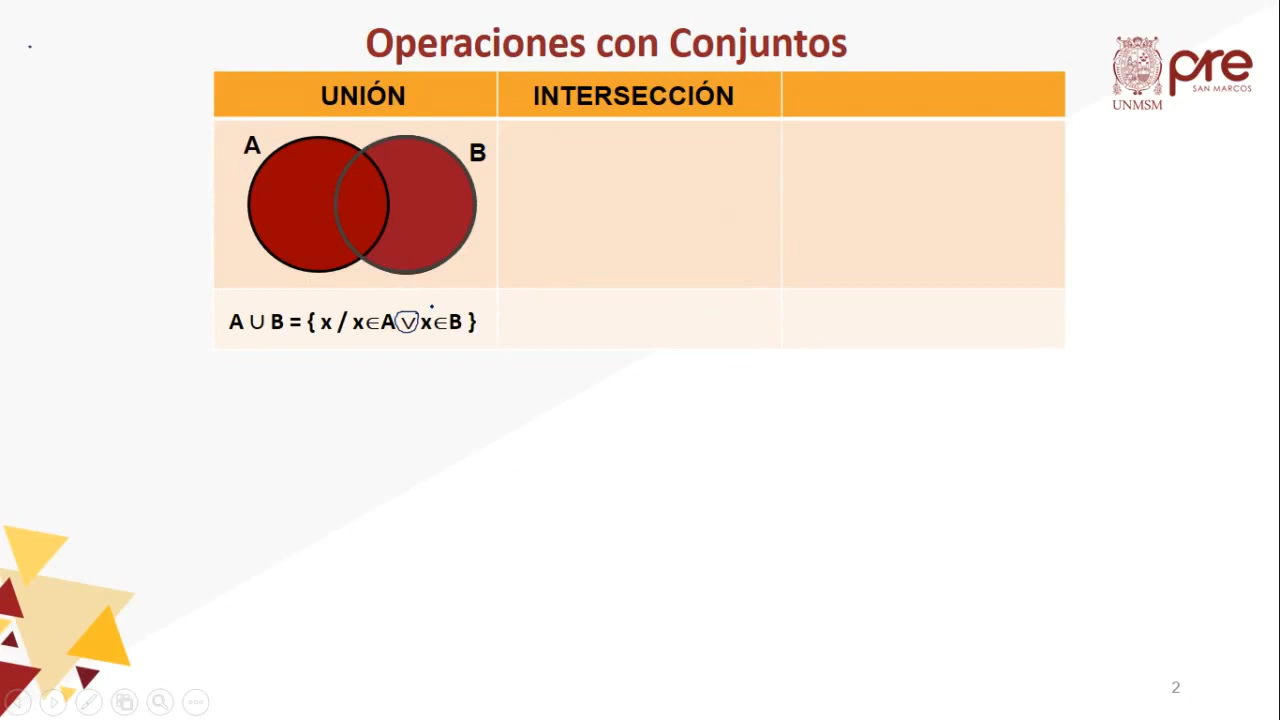 Operaciones con Conjuntos
UNMSM
pre
SAN MARCOS
UNIÓN INTERSECCIÓN
A B
A ∪ B = { x / x∈A∨x∈B }
2